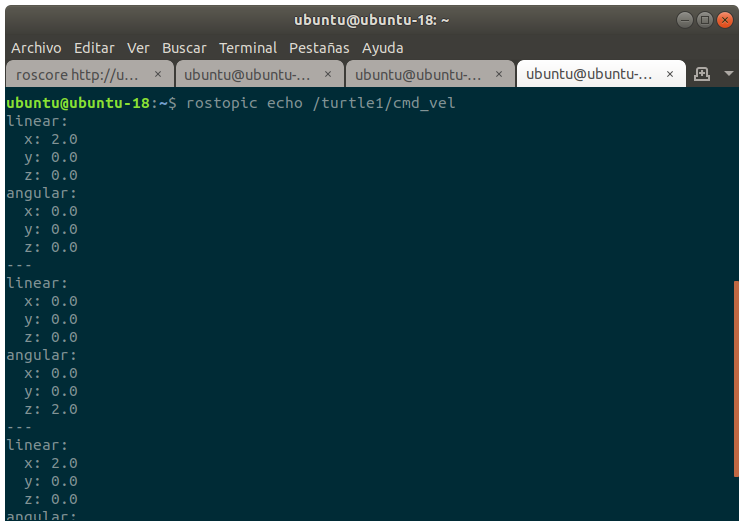 ubuntu@ubuntu-18: ~
Archivo Editar Ver Buscar Terminal Pestañas Ayuda
roscore http://u... × ubuntu@ubuntu-... × ubuntu@ubuntu-... × ubuntu@ubuntu-... ×
ubuntu@ubuntu-18:~$ rostopic echo /turtle1/cmd_vel
linear:
  x: 2.0
  y: 0.0
  z: 0.0
angular:
  x: 0.0
  y: 0.0
  z: 0.0
---
linear:
  x: 0.0
  y: 0.0
  z: 0.0
angular:
  x: 0.0
  y: 0.0
  z: 2.0
---
linear:
  x: 2.0
  y: 0.0
  z: 0.0
angular: